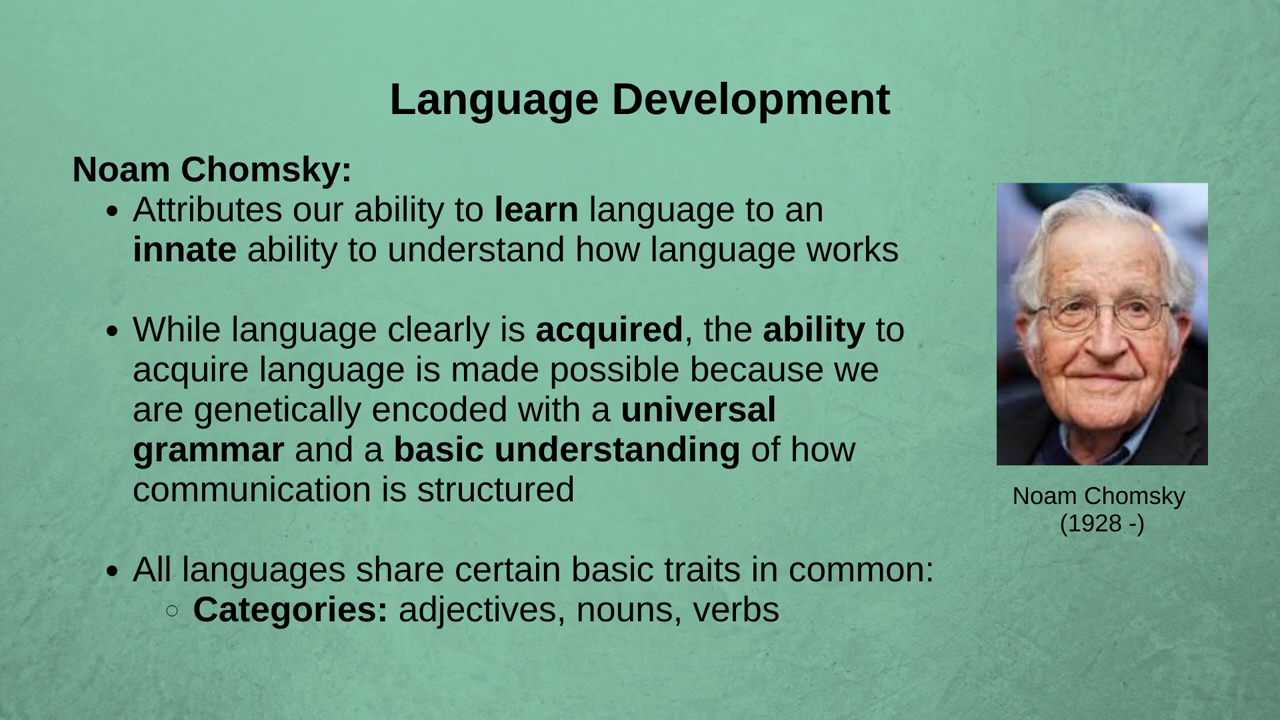 Language Development
Noam Chomsky:
• Attributes our ability to learn language to an
innate ability to understand how language works
• While language clearly is acquired, the ability to
acquire language is made possible because we
are genetically encoded with a universal
grammar and a basic understanding of how
communication is structured
• All languages share certain basic traits in common:
○ Categories: adjectives, nouns, verbs
Noam Chomsky
(1928 -)